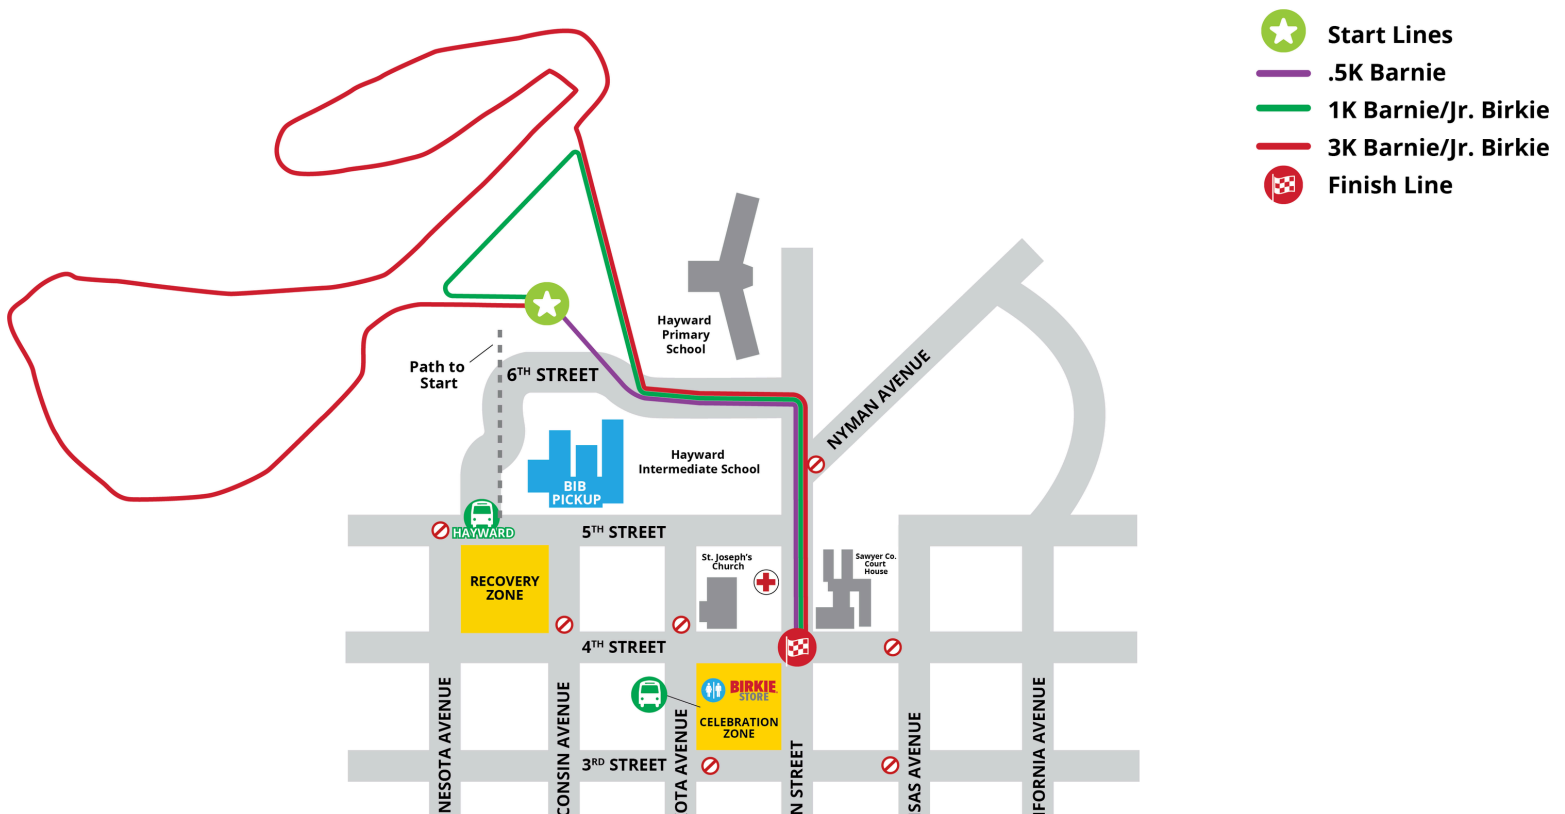 Start Lines
.5K Barnie
1K Barnie/Jr. Birkie
3K Barnie/Jr. Birkie
Finish Line
Hayward
Primary
School
Path to
Start
6TH STREET
NYMAN AVENUE
Hayward
Intermediate School
BIB
PICKUP
HAYWARD
5TH STREET
St. Joseph's
Church
Sawyer Co.
Court
House
RECOVERY
ZONE
4TH STREET
BIRKIE
STORE
CELEBRATION
ZONE
3RD STREET
NESOTA AVENUE
CONSIN AVENUE
OTA AVENUE
N STREET
SAS AVENUE
IFORNIA AVENUE